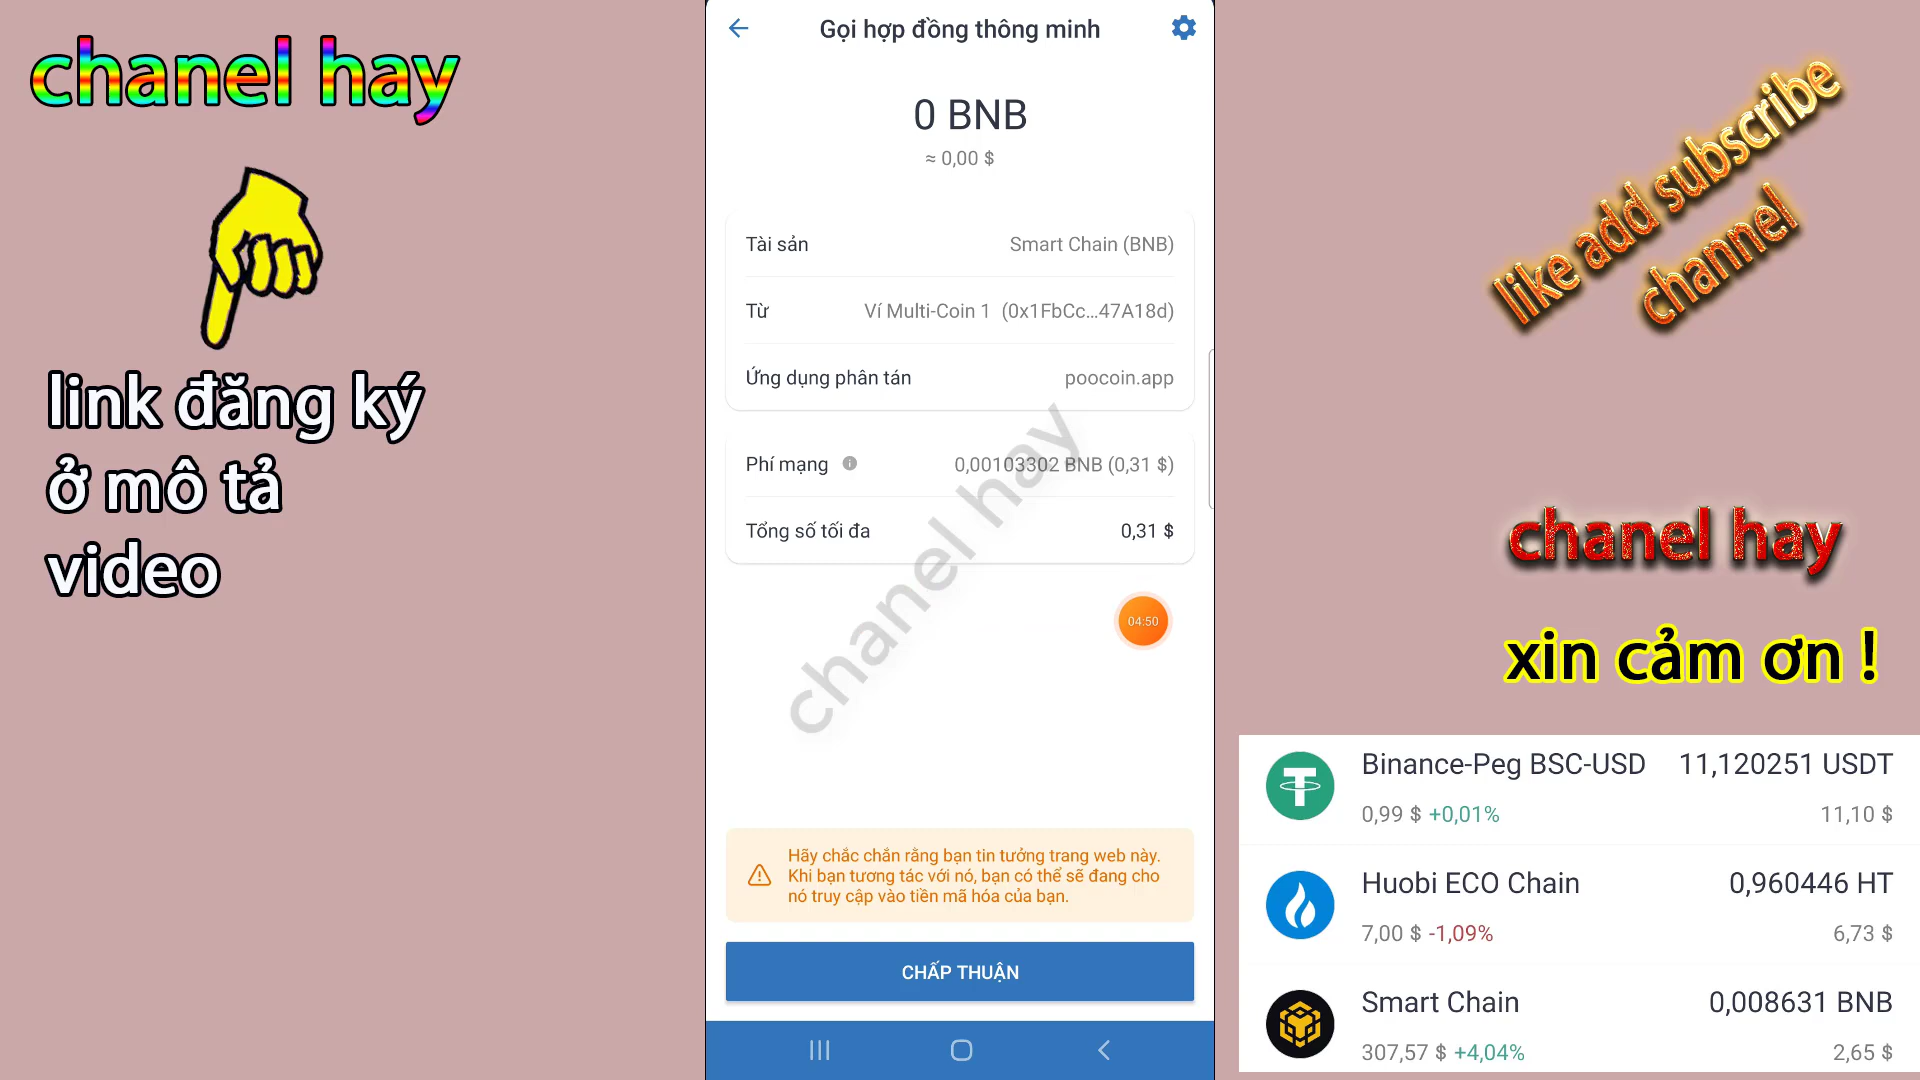 chanel hay
link đăng ký
ở mô tả
video
Gọi hợp đồng thông minh
0 BNB
≈ 0,00 $
Tài sản Smart Chain (BNB)
Từ Ví Multi-Coin 1 (0x1FbCc...47A18d)
Ứng dụng phân tán poocoin.app
Phí mạng 0,00103302 BNB (0,31 $)
Tổng số tối đa 0,31 $
chanel hay
04:50
Hãy chắc chắn rằng bạn tin tưởng trang web này.
Khi bạn tương tác với nó, bạn có thể sẽ đang cho
nó truy cập vào tiền mã hóa của bạn.
CHẤP THUẬN
like add subscribe
channel
chanel hay
xin cảm ơn !
Binance-Peg BSC-USD 11,120251 USDT
0,99 $ +0,01% 11,10 $
Huobi ECO Chain 0,960446 HT
7,00 $ -1,09% 6,73 $
Smart Chain 0,008631 BNB
307,57 $ +4,04% 2,65 $